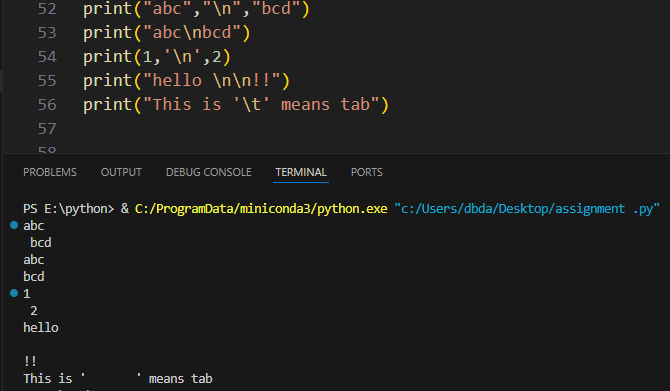 52 print("abc","\n","bcd")
53 print("abc\nbcd")
54 print(1,'\n',2)
55 print("hello \n\n!!")
56 print("This is '\t' means tab")
57
58
PROBLEMS OUTPUT DEBUG CONSOLE TERMINAL PORTS
PS E:\python> & C:/ProgramData/miniconda3/python.exe "c:/Users/dbda/Desktop/assignment .py"
abc
 bcd
abc
bcd
1
 2
hello

!!
This is '       ' means tab